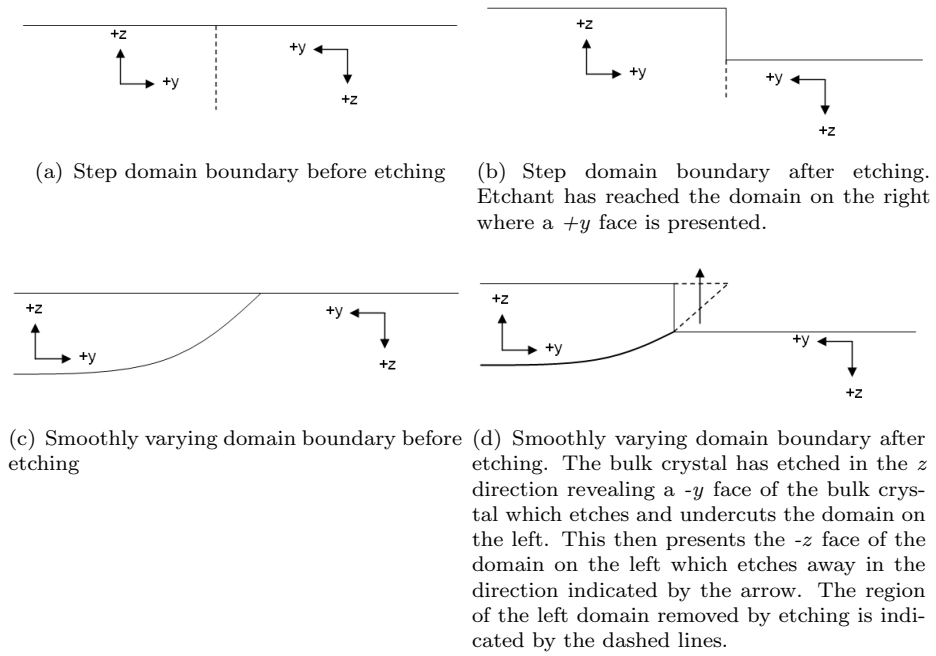 +z
+y
+y
+z
(a) Step domain boundary before etching
+z
+y
+y
+z
(b) Step domain boundary after etching.
Etchant has reached the domain on the right
where a +y face is presented.
+z
+y
+y
+z
(c) Smoothly varying domain boundary before
etching
+z
+y
+y
+z
(d) Smoothly varying domain boundary after
etching. The bulk crystal has etched in the z
direction revealing a -y face of the bulk crys-
tal which etches and undercuts the domain on
the left. This then presents the -z face of the
domain on the left which etches away in the
direction indicated by the arrow. The region
of the left domain removed by etching is indi-
cated by the dashed lines.